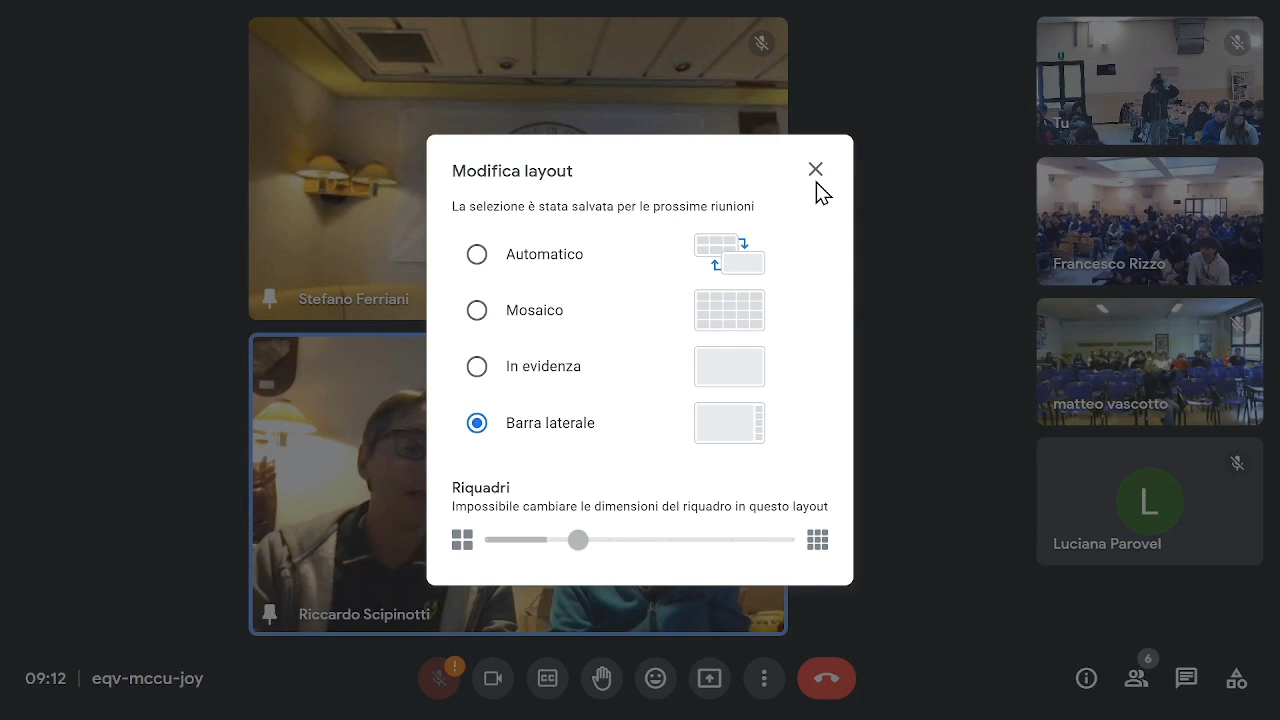 Tu
Stefano Ferriani
Francesco Rizzo
matteo vascotto
L
Luciana Parovel
Riccardo Scipinotti
Modifica layout
La selezione è stata salvata per le prossime riunioni
Automatico
Mosaico
In evidenza
Barra laterale
Riquadri
Impossibile cambiare le dimensioni del riquadro in questo layout
09:12 | eqv-mccu-joy
!
CC
6